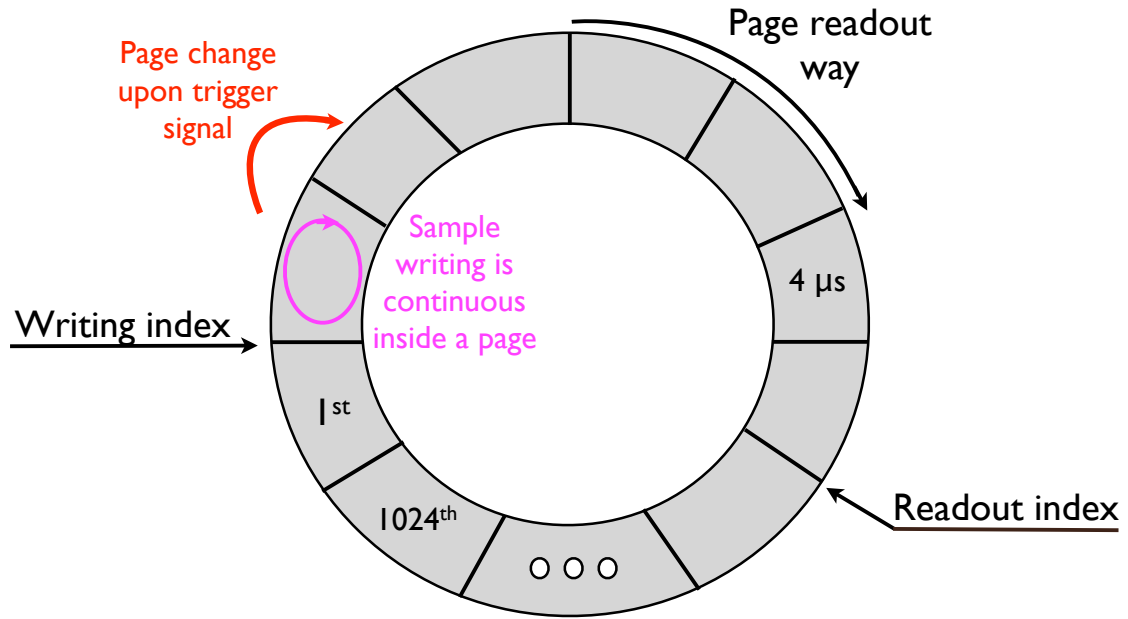 Page change
upon trigger
signal
Page readout
way
Sample
writing is
continuous
inside a page
4 µs
Writing index
1st
1024th
Readout index